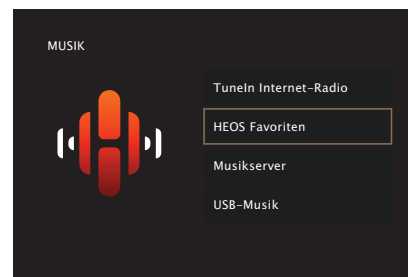 MUSIK
TuneIn Internet-Radio
HEOS Favoriten
Musikserver
USB-Musik